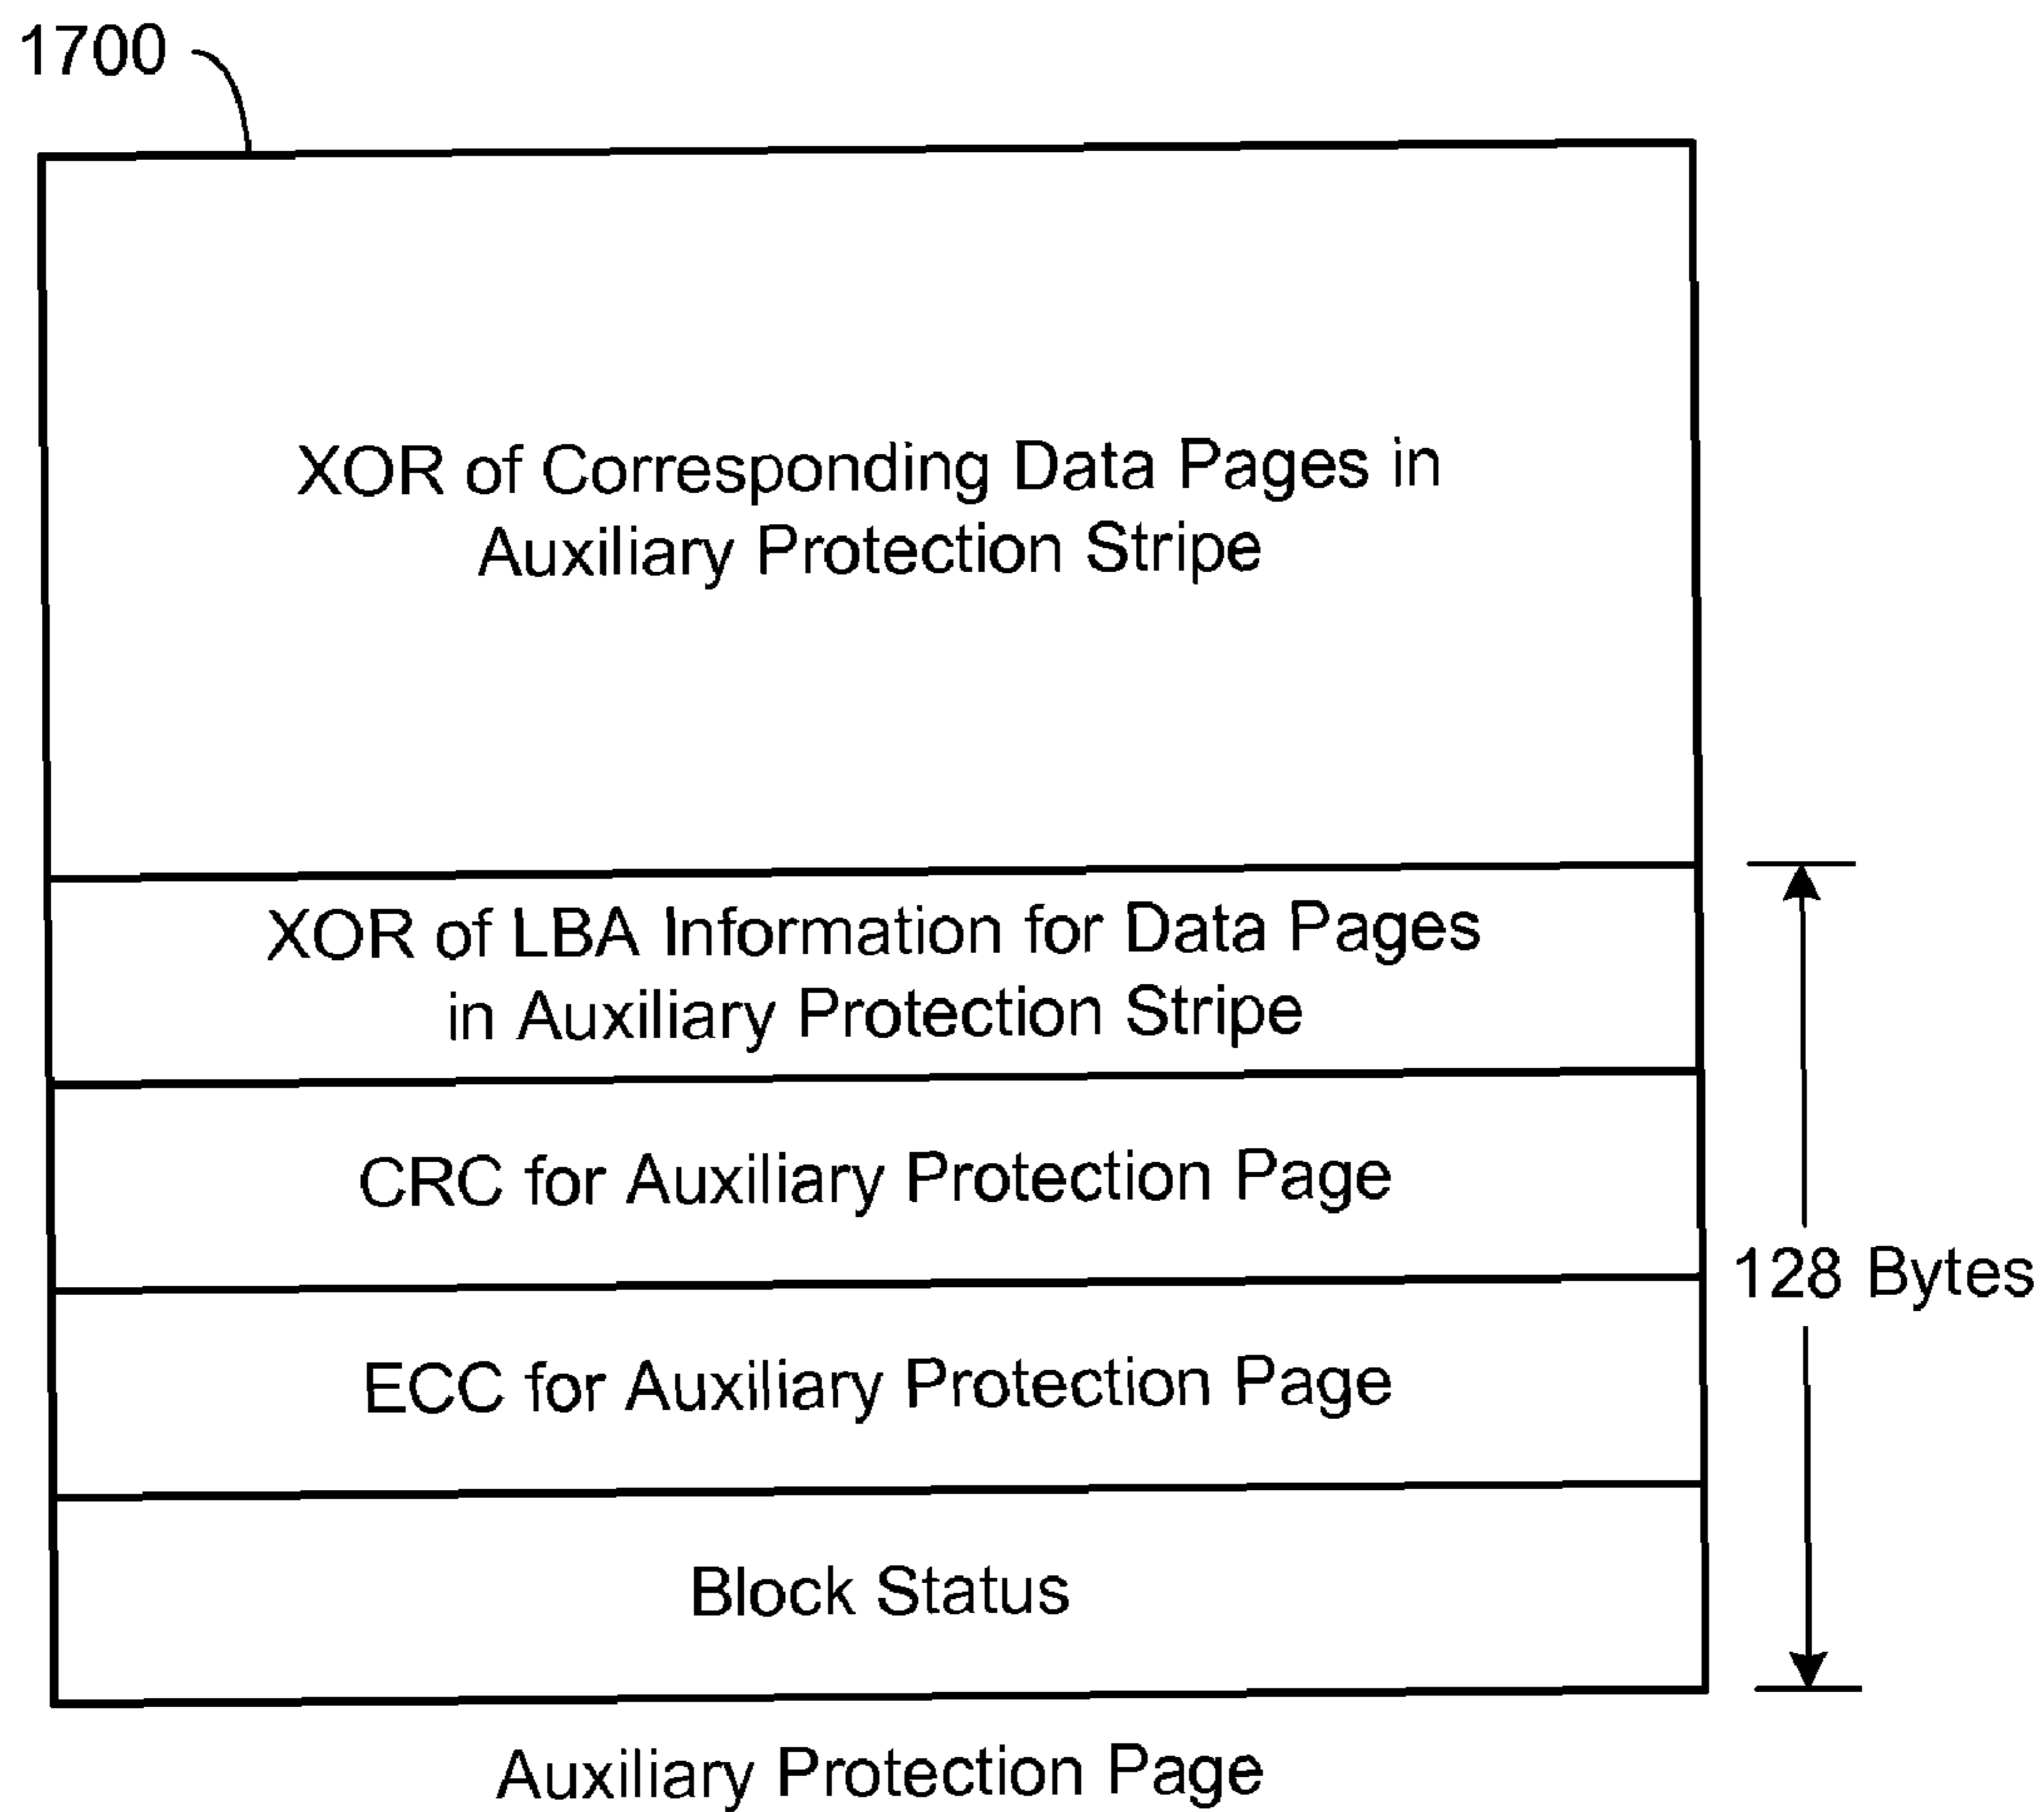 1700
XOR of Corresponding Data Pages in
Auxiliary Protection Stripe
XOR of LBA Information for Data Pages
in Auxiliary Protection Stripe
CRC for Auxiliary Protection Page
128 Bytes
ECC for Auxiliary Protection Page
Block Status
Auxiliary Protection Page